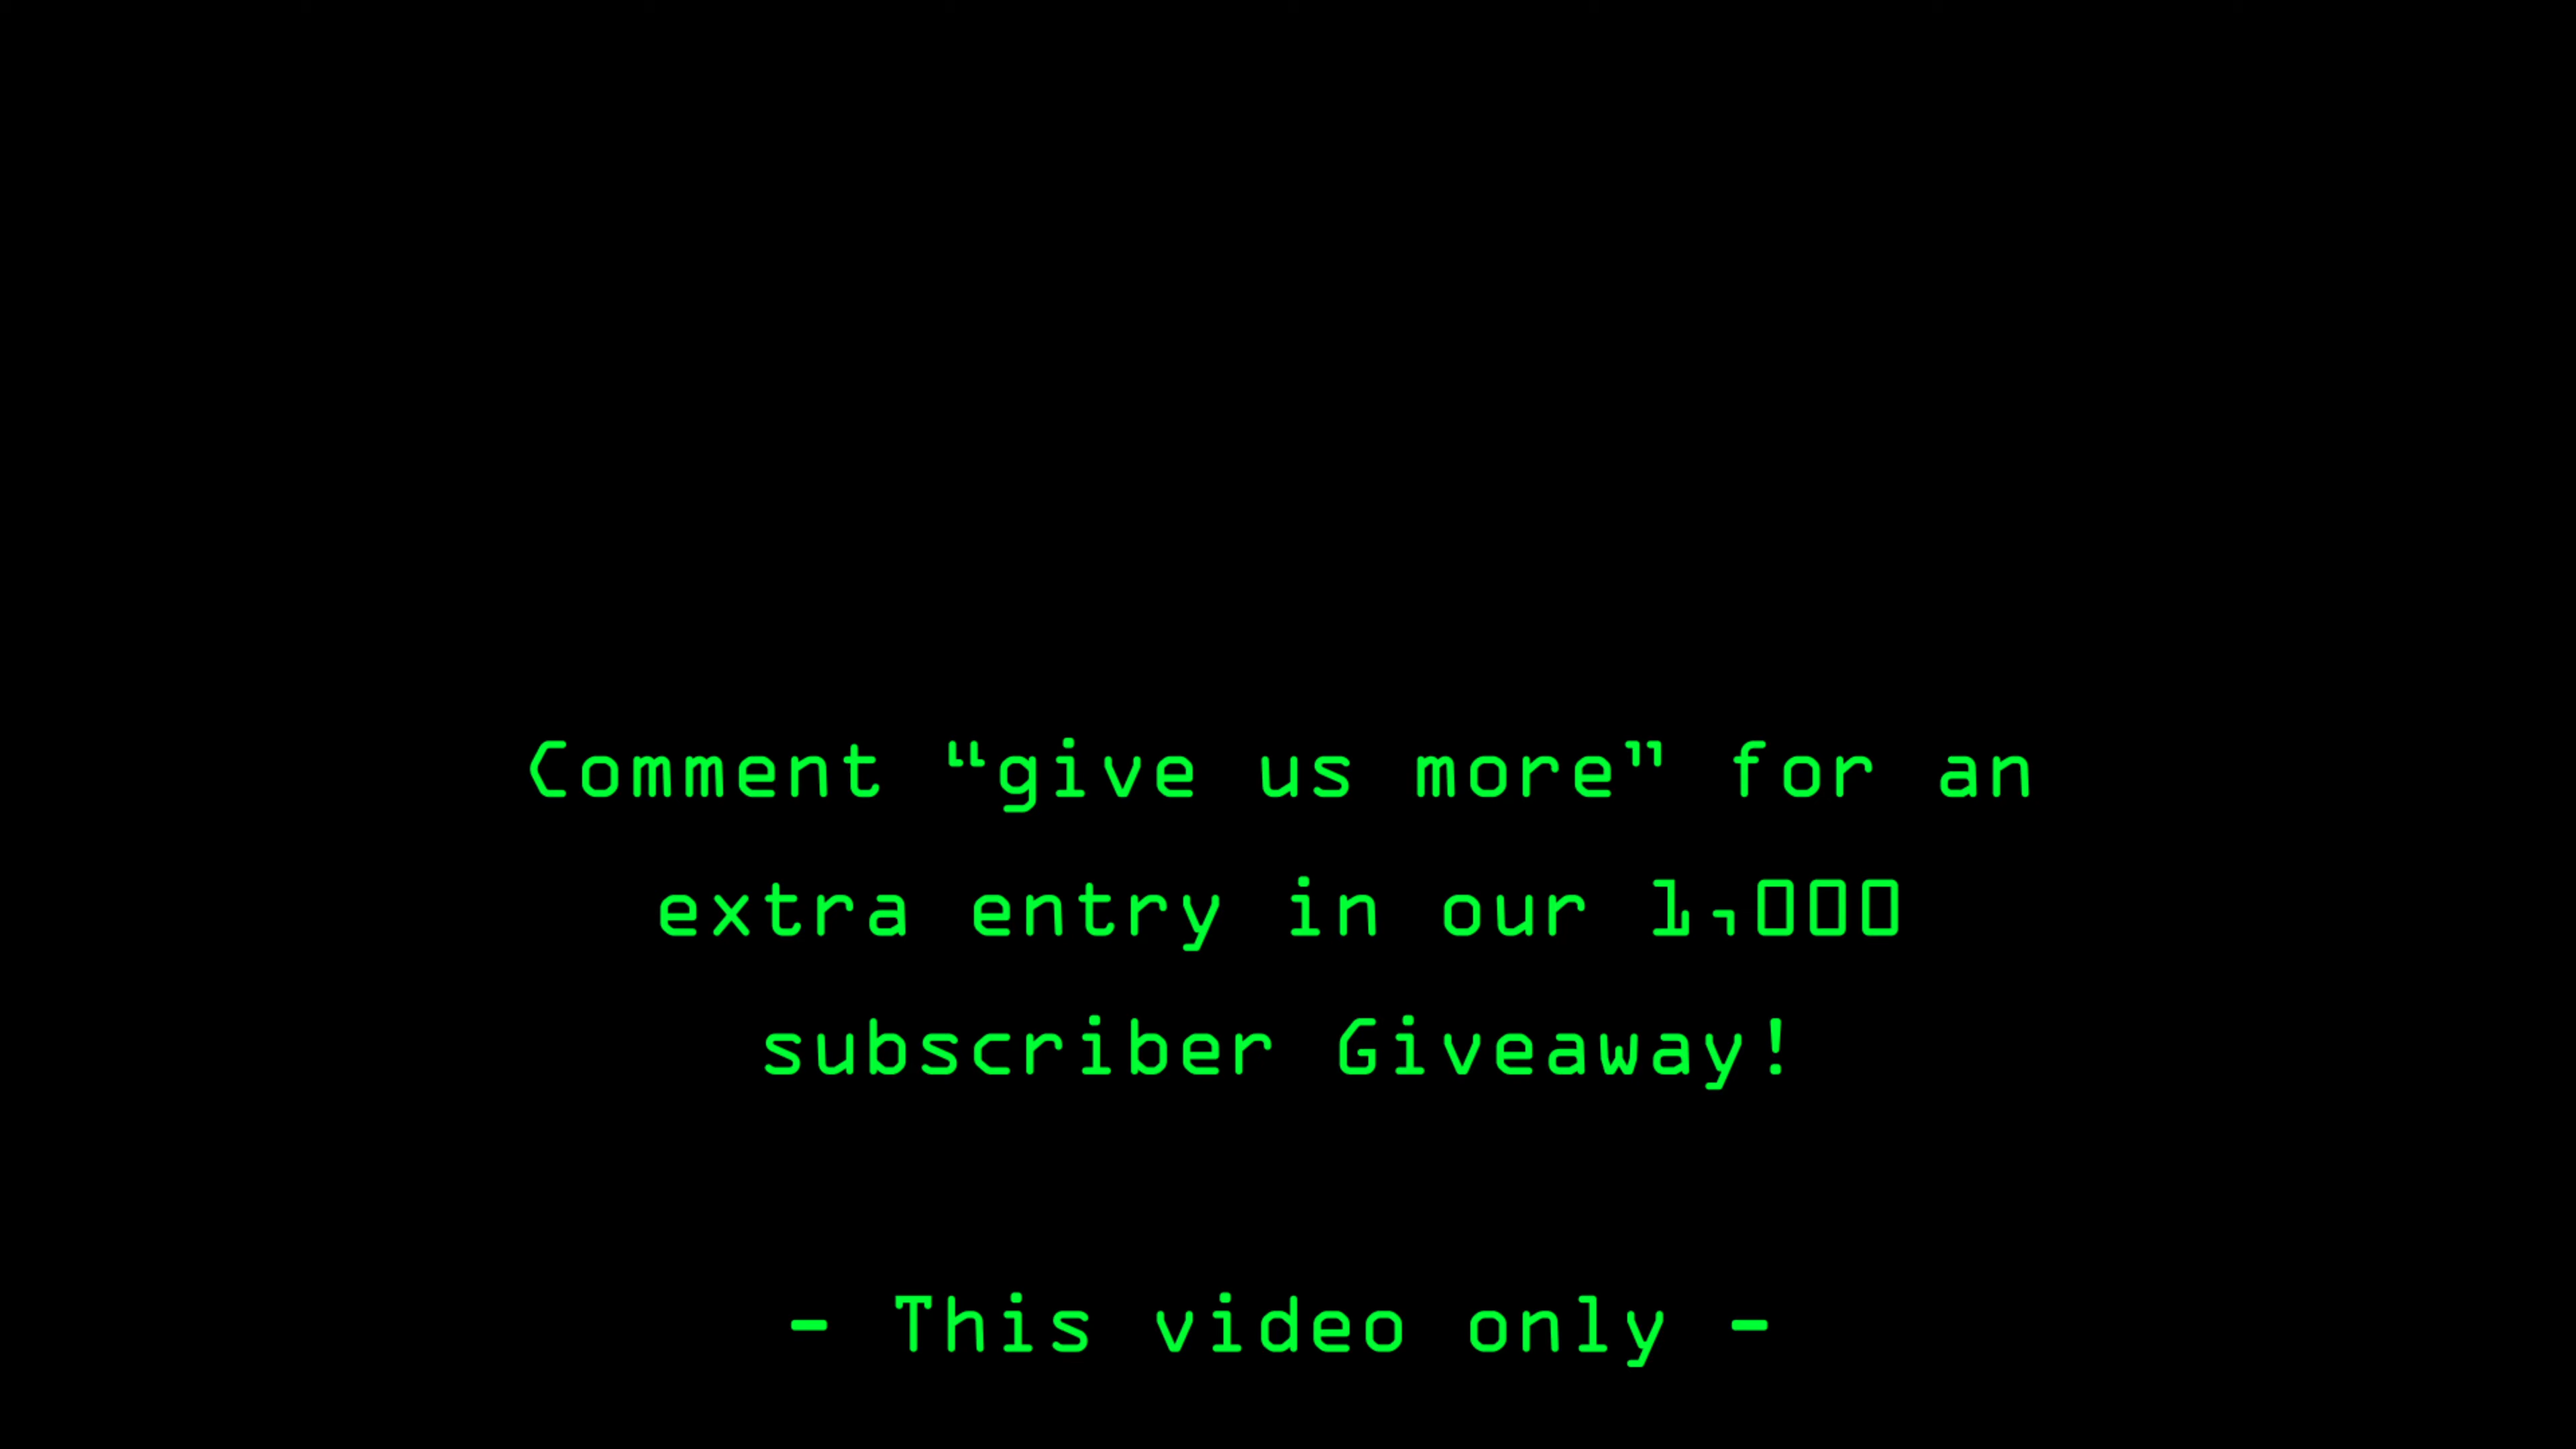 Comment “give us more” for an
extra entry in our 1,000
subscriber Giveaway!
- This video only -